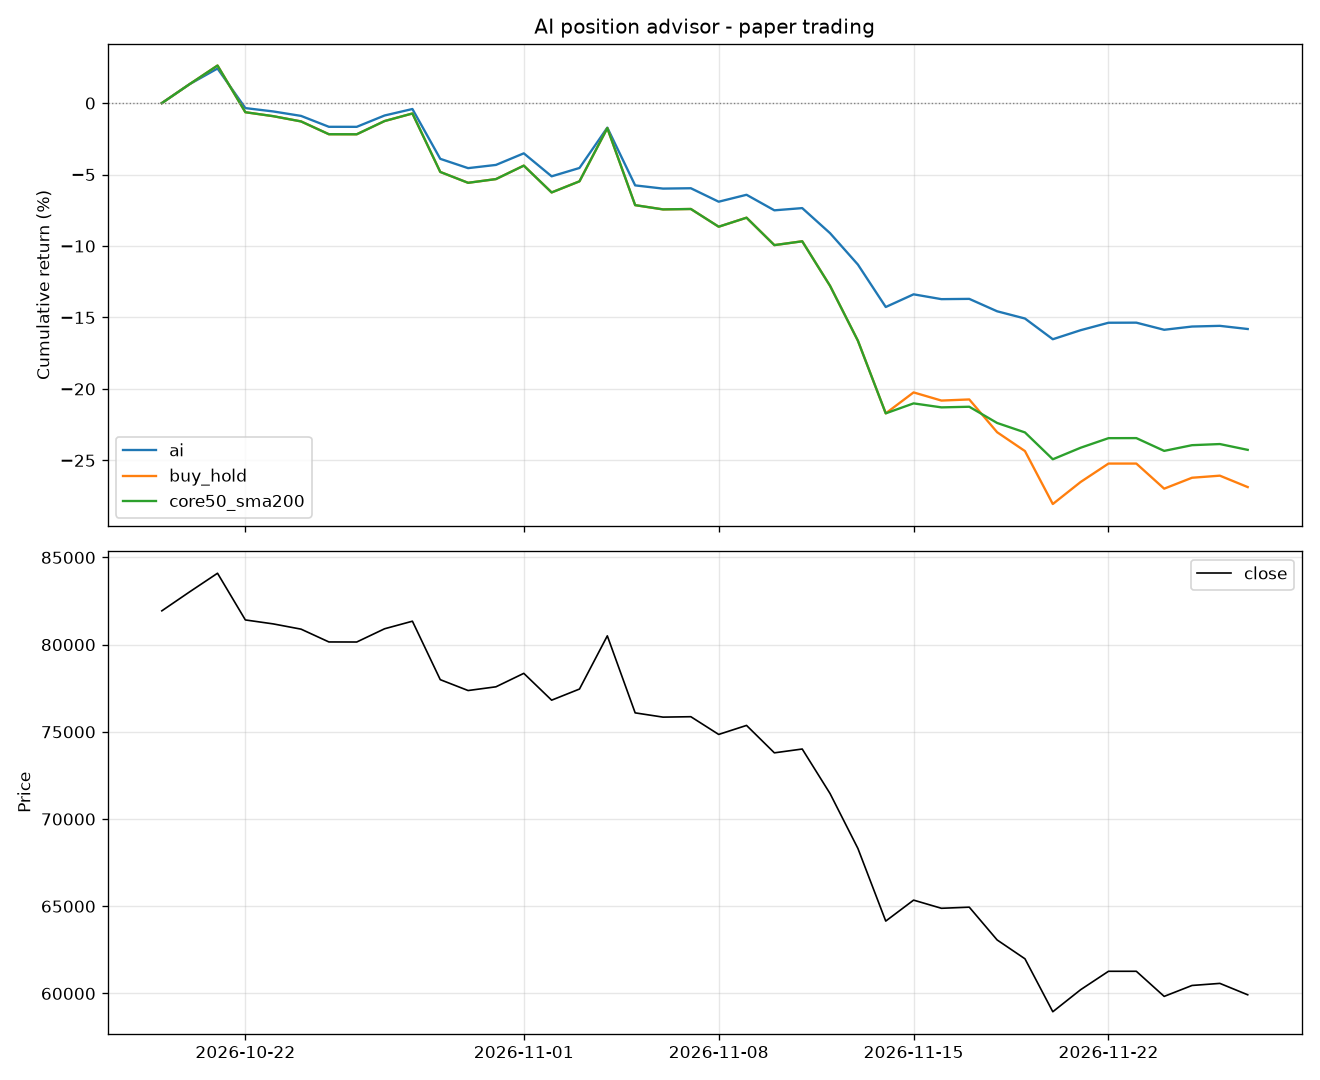 AI position advisor - paper trading
Cumulative return (%)
0
−5
−10
−15
−20
−25
ai
buy_hold
core50_sma200
Price
85000
80000
75000
70000
65000
60000
close
2026-10-22
2026-11-01
2026-11-08
2026-11-15
2026-11-22